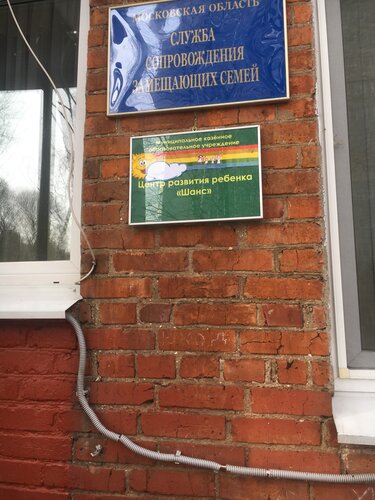 МОСКОВСКАЯ ОБЛАСТЬ
СЛУЖБА
СОПРОВОЖДЕНИЯ
ЗАМЕЩАЮЩИХ СЕМЕЙ
муниципальное казённое
образовательное учреждение
Центр развития ребенка
«Шанс»